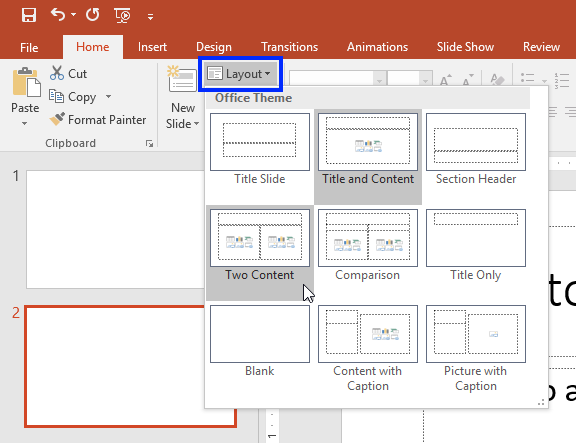 File Home Insert Design Transitions Animations Slide Show Review
Cut
Copy
Format Painter
Paste
Clipboard
New
Slide
Layout
Office Theme
Title Slide Title and Content Section Header
Two Content Comparison Title Only
Blank Content with Caption Picture with Caption
1
2
to
a
1